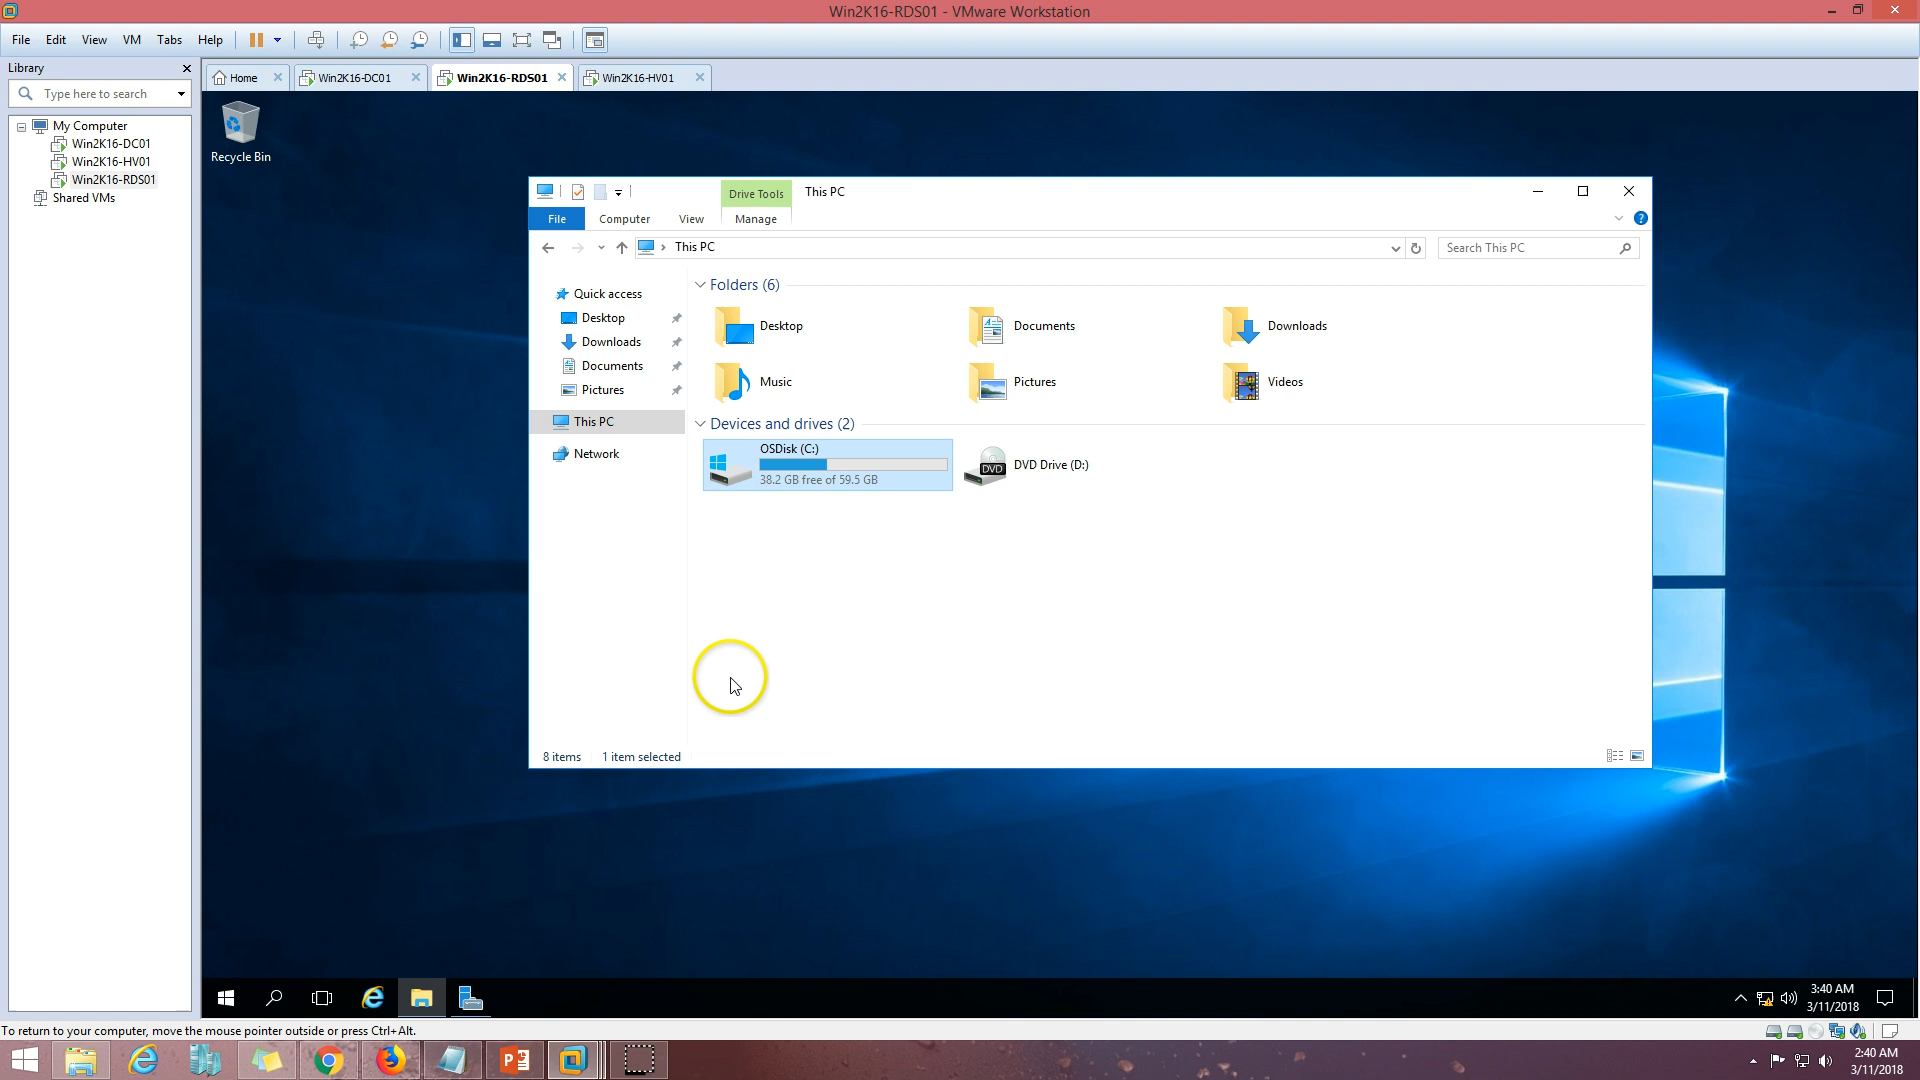 Win2K16-RDS01 - VMware Workstation
File Edit View VM Tabs Help
Library
Home Win2K16-DC01 Win2K16-RDS01 Win2K16-HV01
Type here to search
My Computer
Win2K16-DC01
Win2K16-HV01
Win2K16-RDS01
Shared VMs
Recycle Bin
Drive Tools This PC
File Computer View Manage
This PC
Search This PC
Quick access
Desktop
Downloads
Documents
Pictures
This PC
Network
Folders (6)
Desktop Documents Downloads
Music Pictures Videos
Devices and drives (2)
OSDisk (C:)
38.2 GB free of 59.5 GB
DVD
DVD Drive (D:)
8 items 1 item selected
3:40 AM
3/11/2018
To return to your computer, move the mouse pointer outside or press Ctrl+Alt.
2:40 AM
3/11/2018